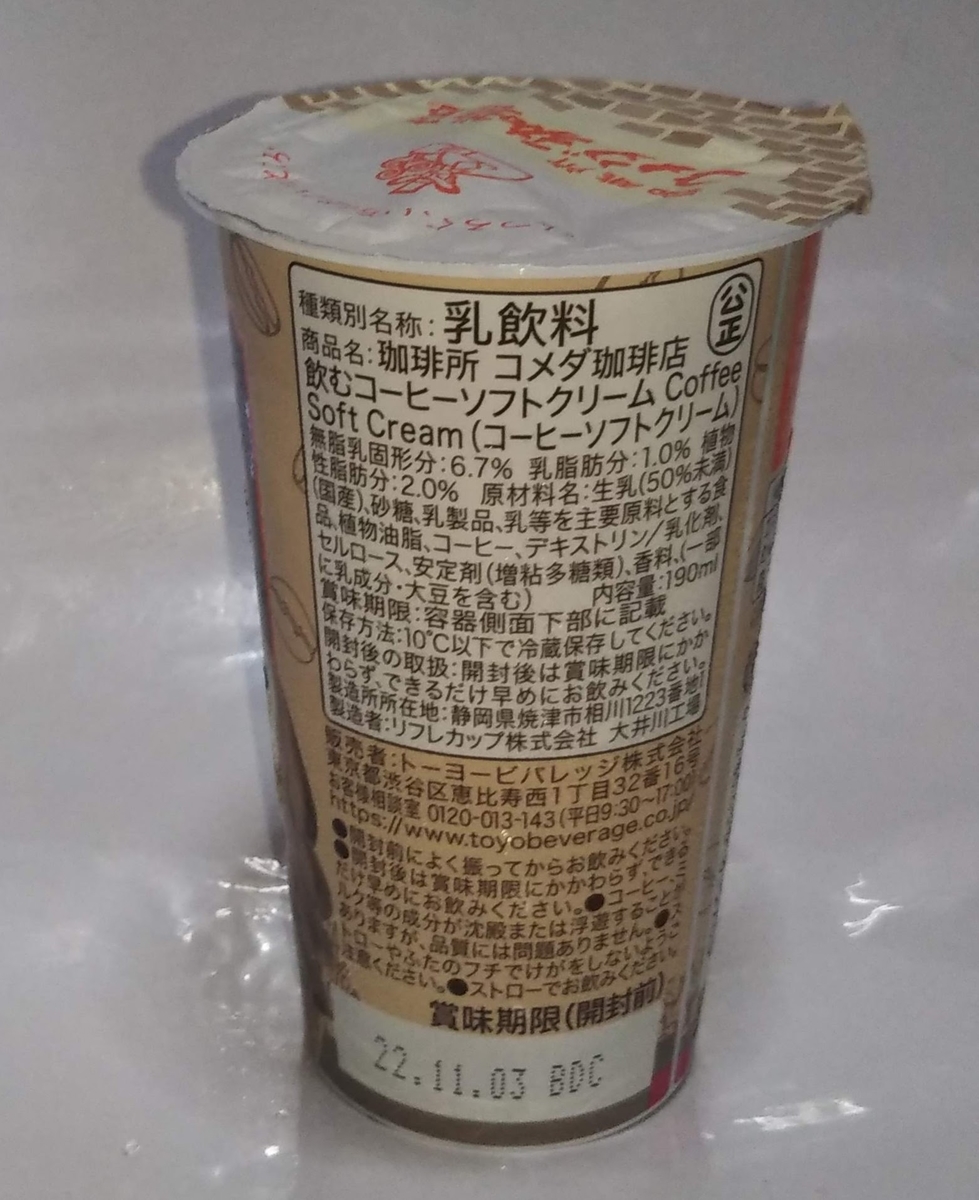 種類別名称:乳飲料
公正
商品名:珈琲所 コメダ珈琲店
飲むコーヒーソフトクリーム Coffee
Soft Cream(コーヒーソフトクリーム)
無脂乳固形分:6.7% 乳脂肪分:1.0% 植物
性脂肪分:2.0% 原材料名:生乳(50%未満)
(国産)、砂糖、乳製品、乳等を主要原料とする食
品、植物油脂、コーヒー、デキストリン/乳化剤、
セルロース、安定剤(増粘多糖類)、香料、(一部
に乳成分・大豆を含む) 内容量:190ml
賞味期限:容器側面下部に記載
保存方法:10℃以下で冷蔵保存してください。
開封後の取扱:開封後は賞味期限にかか
わらず、できるだけ早めにお飲みください。
製造所所在地:静岡県焼津市相川1223番地1
製造者:リフレカップ株式会社 大井川工場
販売者:トーヨービバレッジ株式会社
東京都渋谷区恵比寿西1丁目32番16号
お客様相談室 0120-013-143(平日9:30~17:00)
https://www.toyobeverage.co.jp/
●開封前によく振ってからお飲みください。
●開封後は賞味期限にかかわらず、できる
だけ早めにお飲みください。●コーヒー、ミ
ルク等の成分が沈殿または浮遊することが
ありますが、品質には問題ありません。●ス
トローやふたのフチでけがをしないように
注意ください。●ストローでお飲みください。
賞味期限(開封前)
22.11.03 BDC